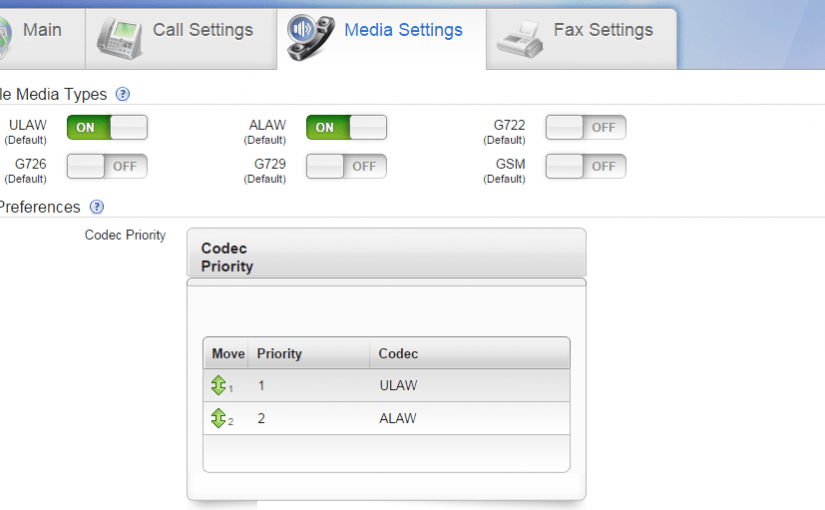 Main Call Settings Media Settings Fax Settings
le Media Types ?
ULAW ON ALAW ON G722 OFF
(Default) (Default) (Default)
G726 OFF G729 OFF GSM OFF
(Default) (Default) (Default)
Preferences ?
Codec Priority
Codec
Priority
Move Priority Codec
1 1 ULAW
2 2 ALAW